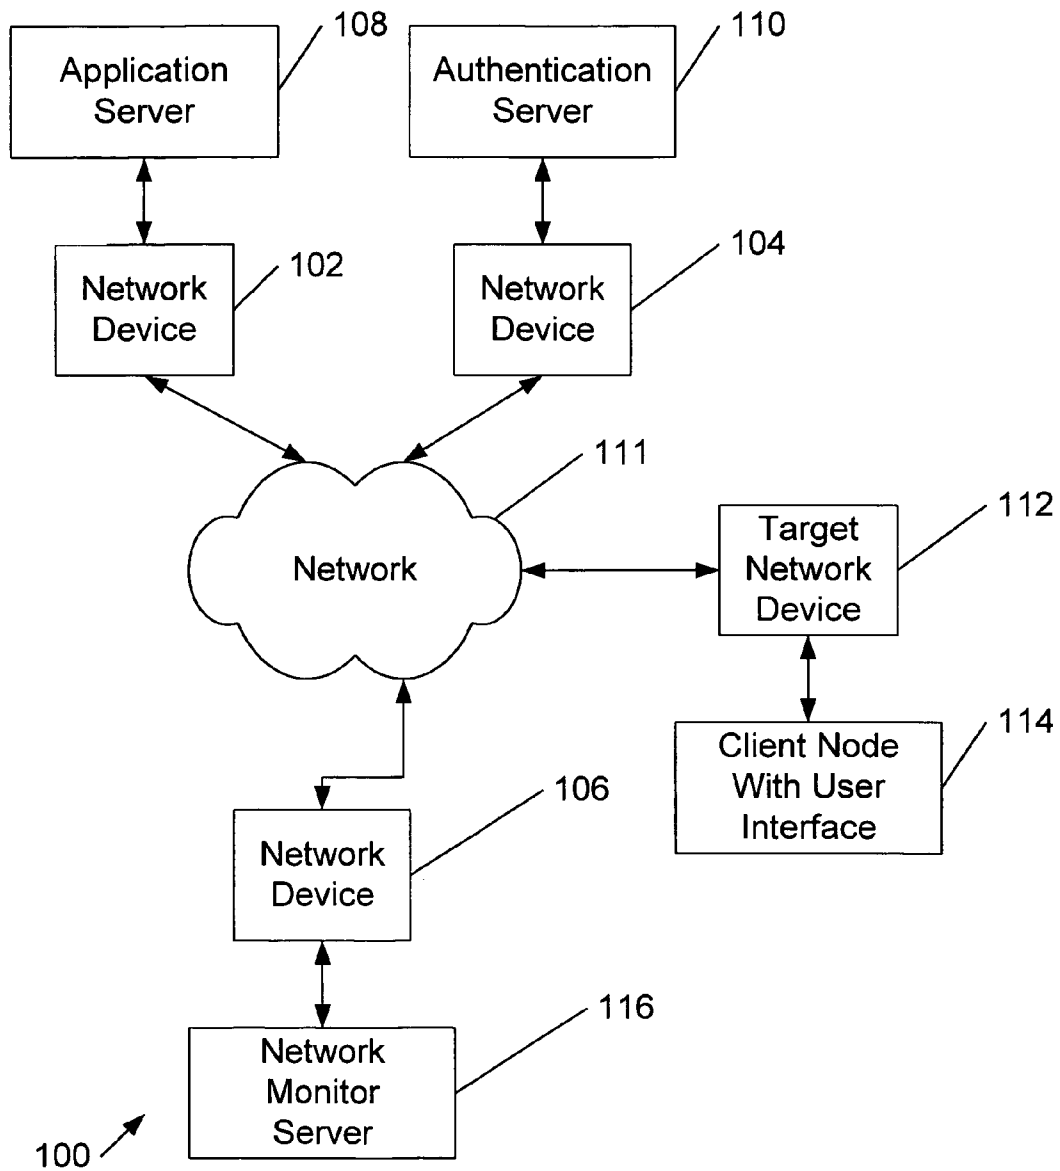 108
110
Application
Server
Authentication
Server
102
104
Network
Device
Network
Device
111
112
Network
Target
Network
Device
114
Client Node
With User
Interface
106
Network
Device
116
Network
Monitor
Server
100